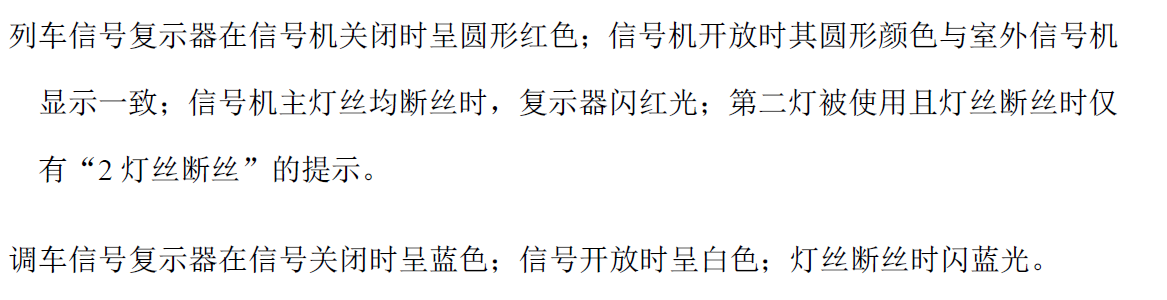 列车信号复示器在信号机关闭时呈圆形红色；信号机开放时其圆形颜色与室外信号机
显示一致；信号机主灯丝均断丝时，复示器闪红光；第二灯被使用且灯丝断丝时仅
有“2 灯丝断丝”的提示。
调车信号复示器在信号关闭时呈蓝色；信号开放时呈白色；灯丝断丝时闪蓝光。